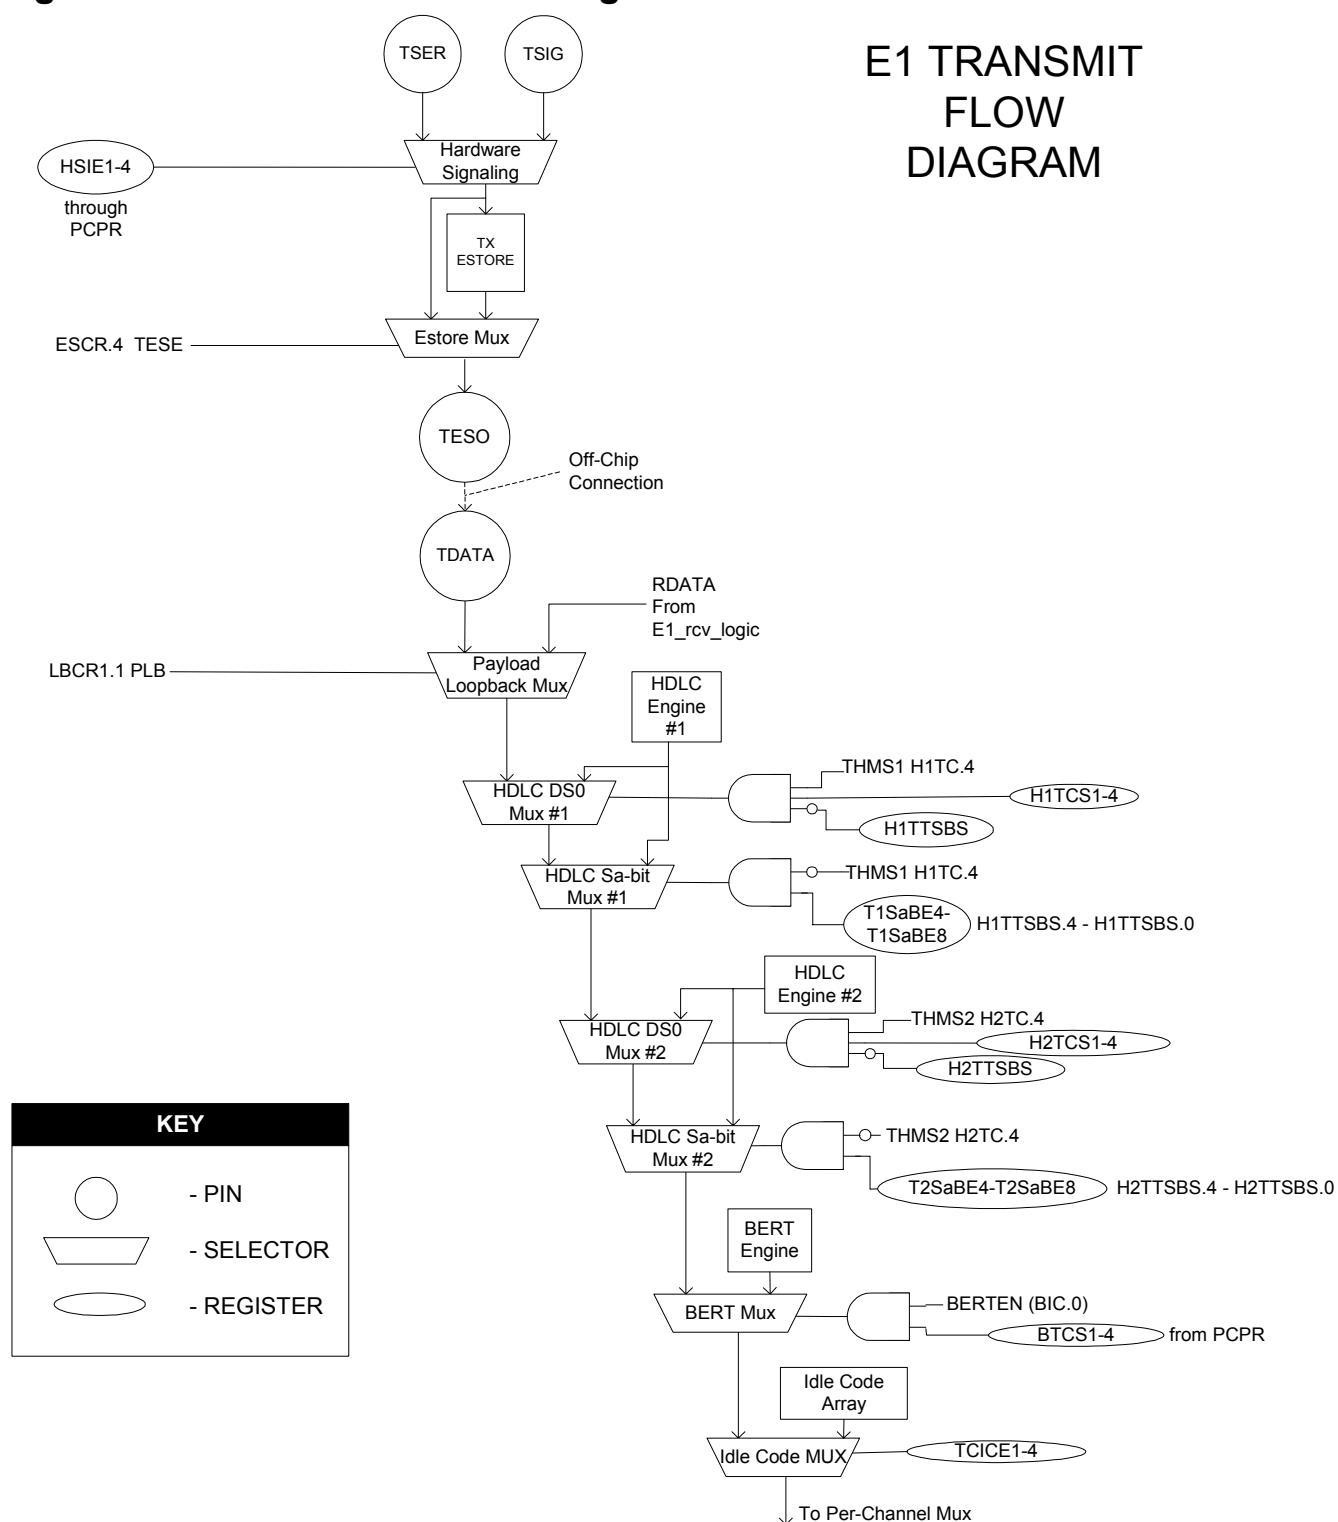 E1 TRANSMIT
FLOW
DIAGRAM
TSER
TSIG
Hardware
Signaling
HSIE1-4
through
PCPR
TX
ESTORE
Estore Mux
ESCR.4 TESE
TESO
Off-Chip
Connection
TDATA
RDATA
From
E1_rcv_logic
LBCR1.1 PLB
Payload
Loopback Mux
HDLC
Engine
#1
THMS1 H1TC.4
HDLC DS0
Mux #1
H1TCS1-4
H1TTSBS
HDLC Sa-bit
Mux #1
THMS1 H1TC.4
T1SaBE4-
T1SaBE8
H1TTSBS.4 - H1TTSBS.0
HDLC
Engine #2
THMS2 H2TC.4
HDLC DS0
Mux #2
H2TCS1-4
H2TTSBS
HDLC Sa-bit
Mux #2
THMS2 H2TC.4
T2SaBE4-T2SaBE8
H2TTSBS.4 - H2TTSBS.0
KEY
- PIN
- SELECTOR
- REGISTER
BERT
Engine
BERT Mux
BERTEN (BIC.0)
BTCS1-4
from PCPR
Idle Code
Array
Idle Code MUX
TCICE1-4
To Per-Channel Mux